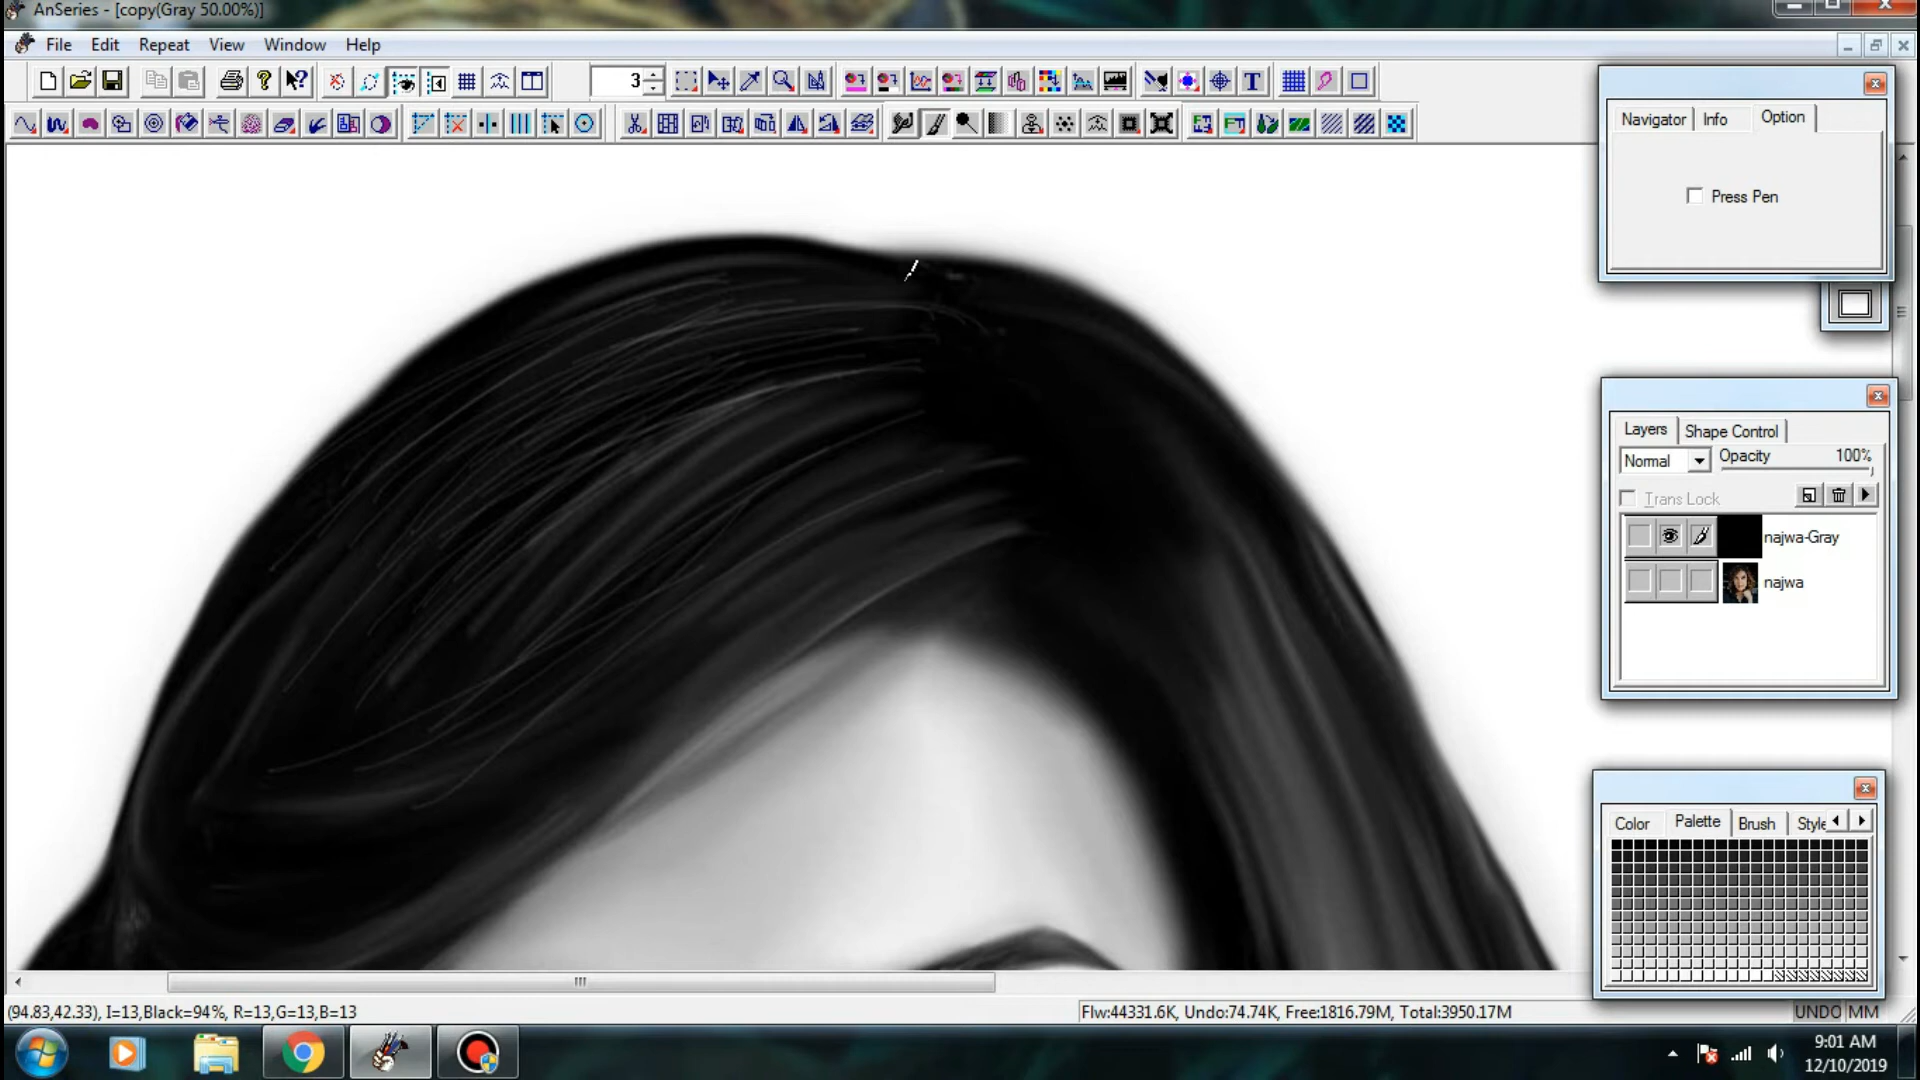 AnSeries - [copy(Gray 50.00%)]
File Edit Repeat View Window Help
3
Navigator Info Option
Press Pen
Layers Shape Control
Normal Opacity 100%
Trans Lock
najwa-Gray
najwa
Color Palette Brush Style
(94.83,42.33), I=13,Black=94%, R=13,G=13,B=13
Flw:44331.6K, Undo:74.74K, Free:1816.79M, Total:3950.17M
UNDO MM
9:01 AM
12/10/2019